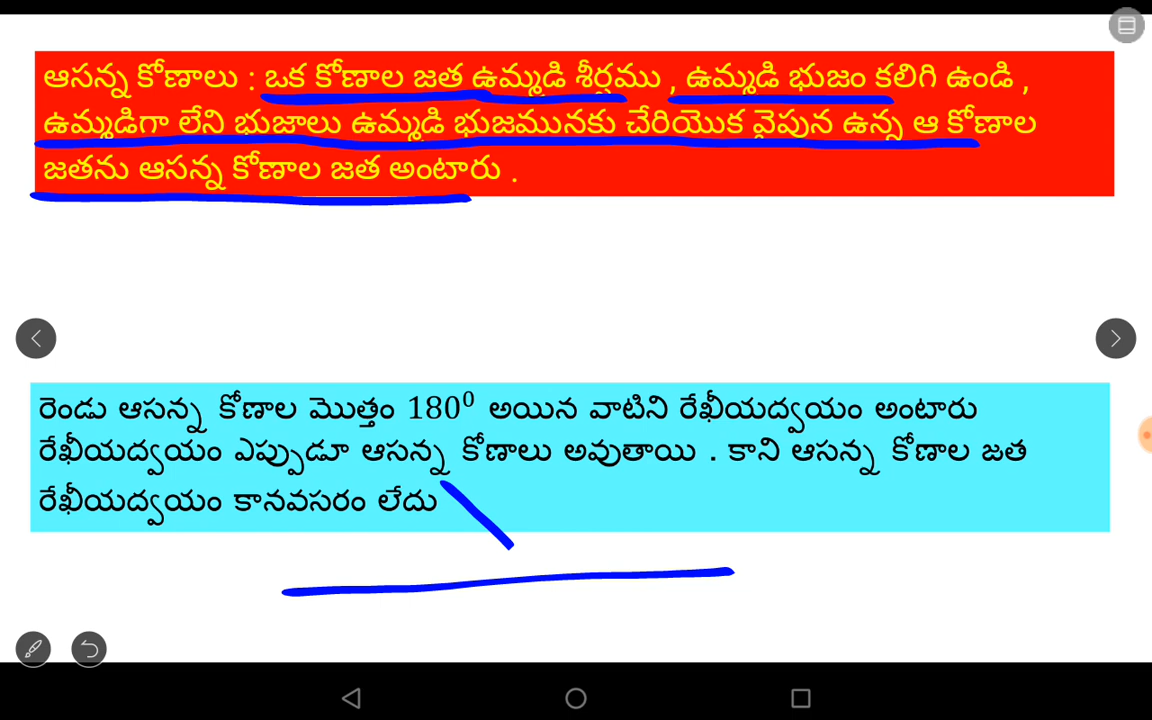 ఆసన్న కోణాలు : ఒక కోణాల జత ఉమ్మడి శీర్షము , ఉమ్మడి భుజం కలిగి ఉండి ,
ఉమ్మడిగా లేని భుజాలు ఉమ్మడి భుజమునకు చేరియొక వైపున ఉన్న ఆ కోణాల
జతను ఆసన్న కోణాల జత అంటారు .
రెండు ఆసన్న కోణాల మొత్తం 180⁰ అయిన వాటిని రేఖీయద్వయం అంటారు
రేఖీయద్వయం ఎప్పుడూ ఆసన్న కోణాలు అవుతాయి . కాని ఆసన్న కోణాల జత
రేఖీయద్వయం కానవసరం లేదు